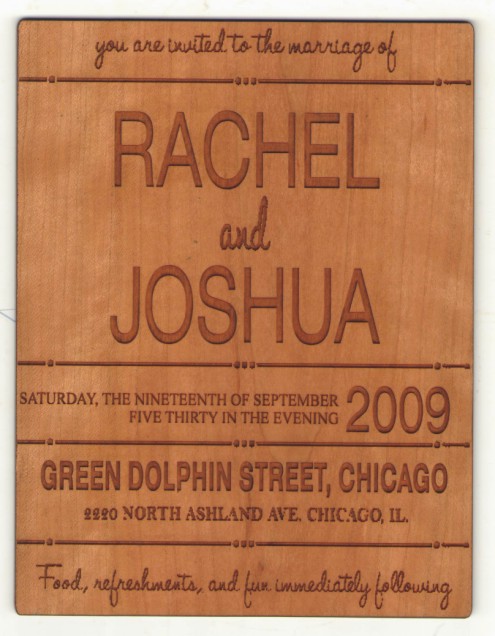 you are invited to the marriage of
RACHEL
and
JOSHUA
SATURDAY, THE NINETEENTH OF SEPTEMBER
FIVE THIRTY IN THE EVENING
2009
GREEN DOLPHIN STREET, CHICAGO
2220 NORTH ASHLAND AVE. CHICAGO, IL.
Food, refreshments, and fun immediately following